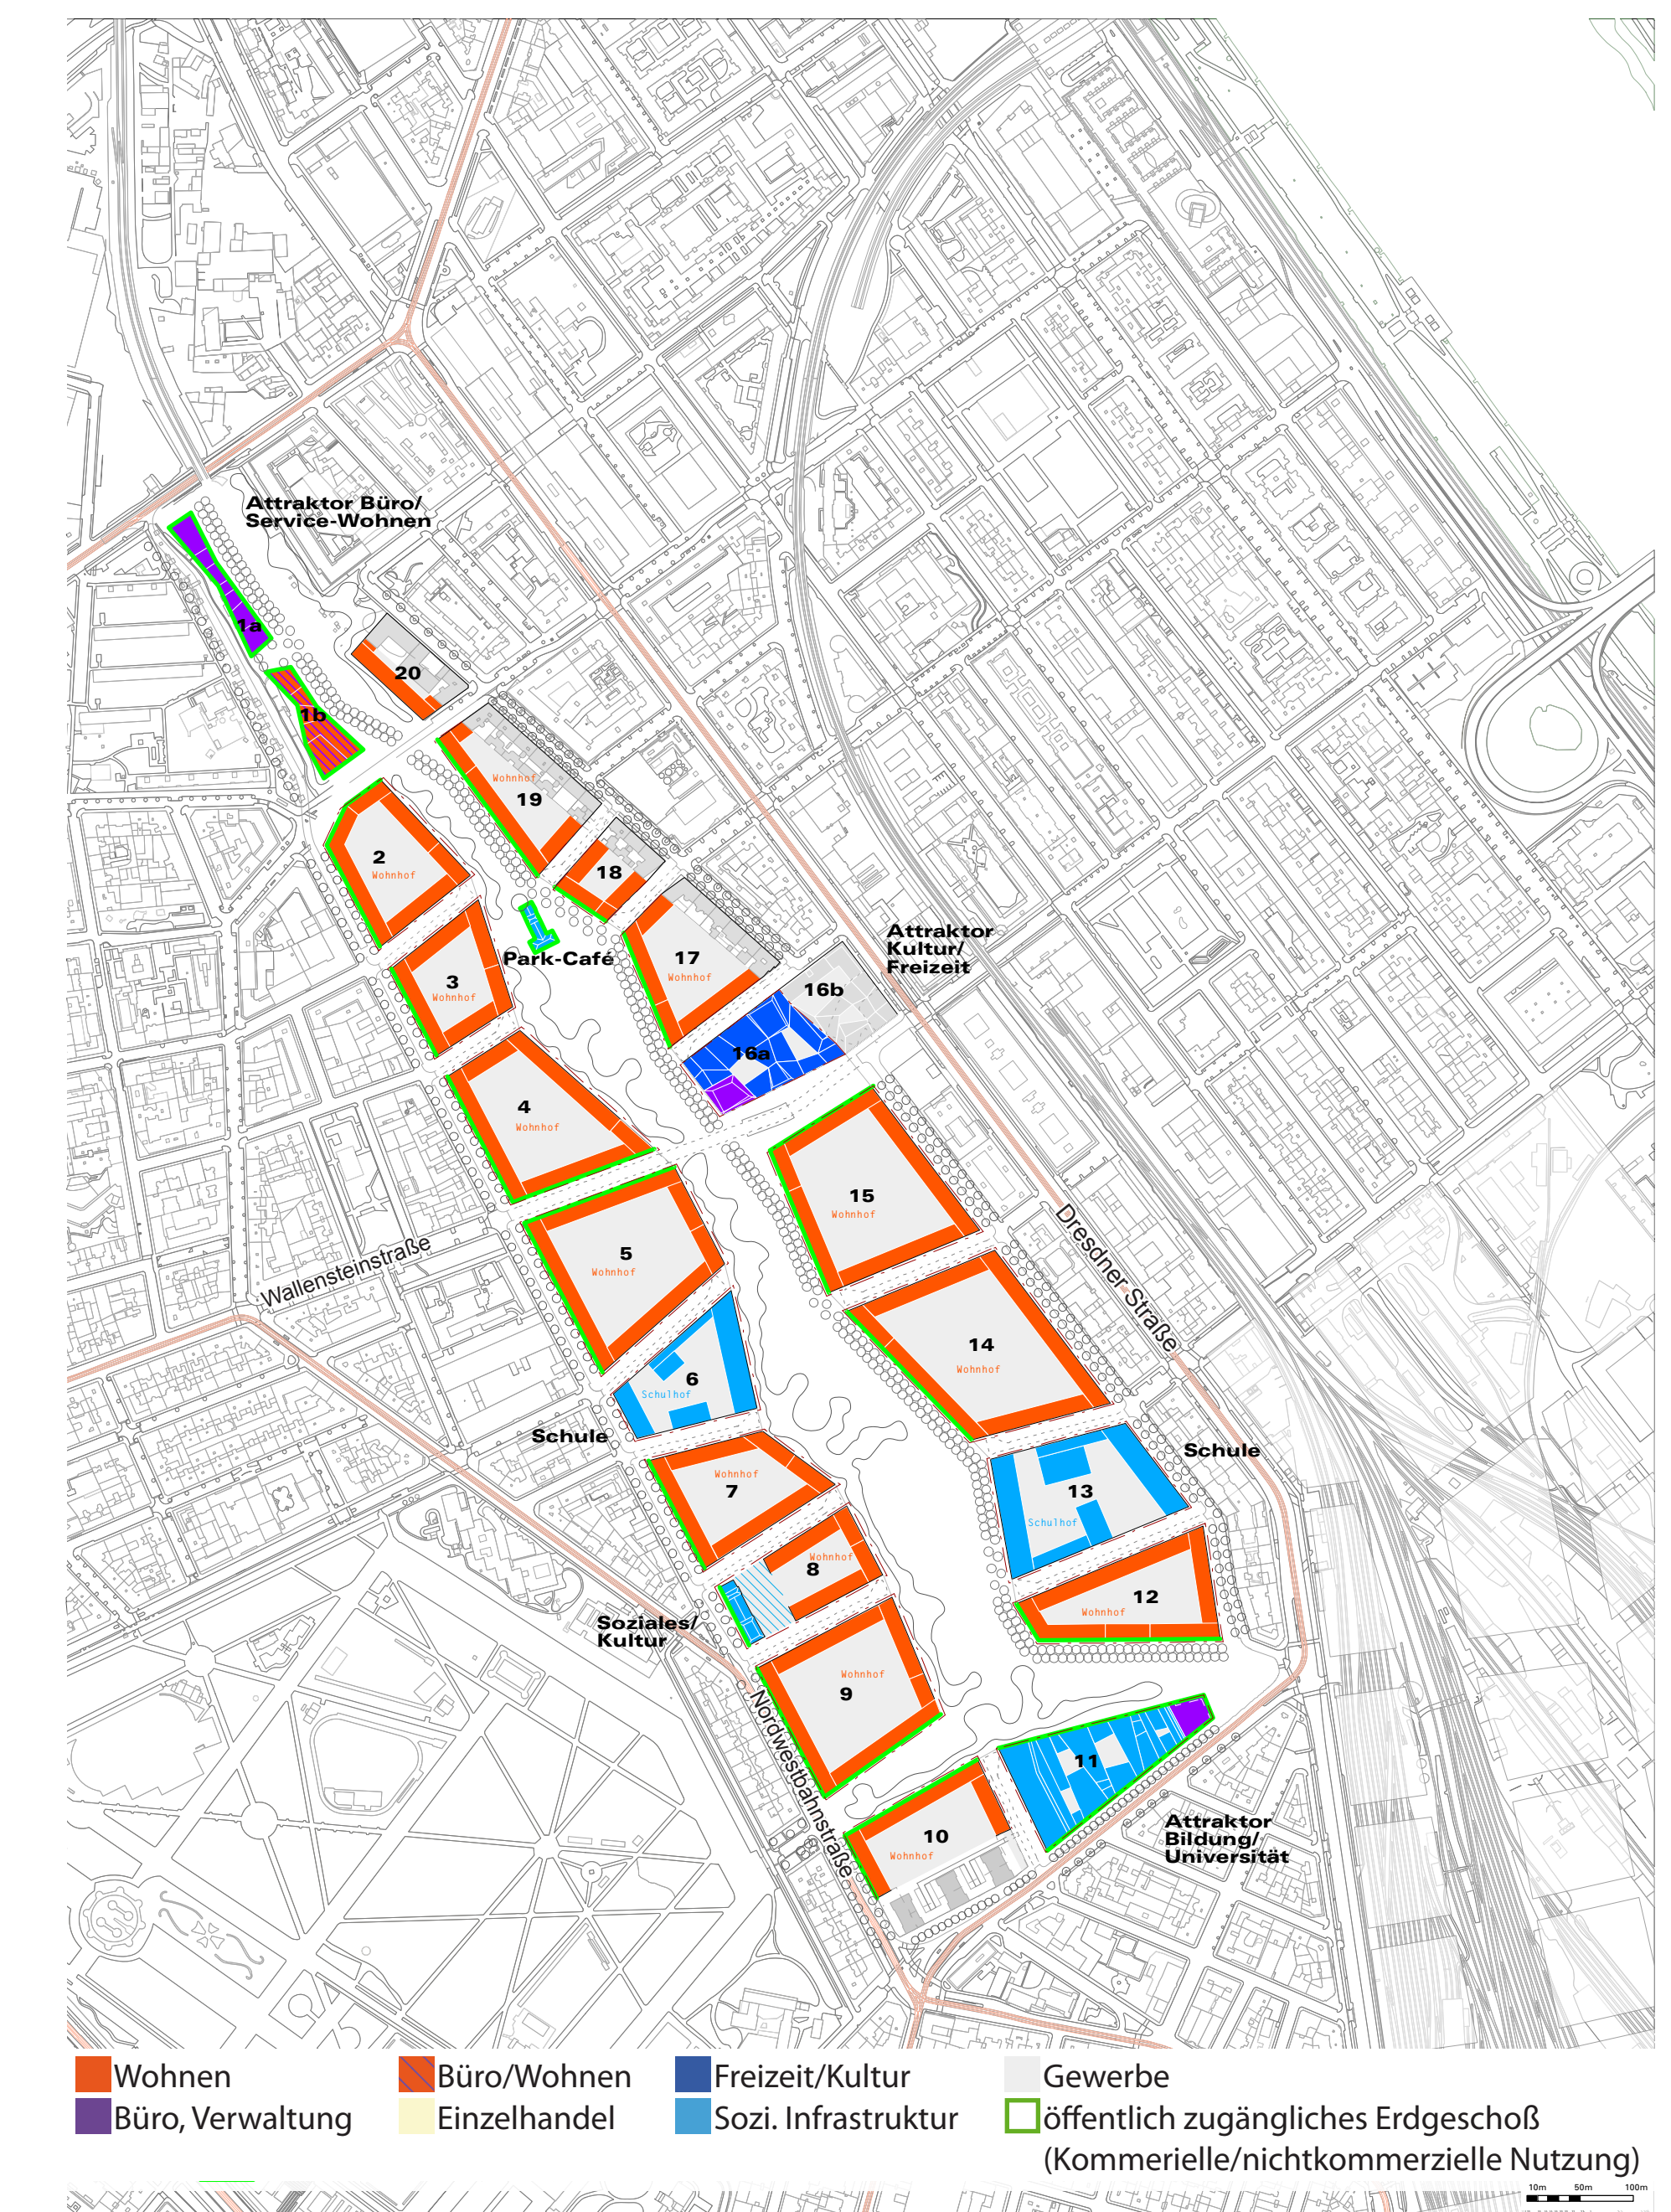 Attraktor Büro/
Service-Wohnen
1a
20
1b
Wohnhof
19
2
Wohnhof
18
Park-Café
3
Wohnhof
17
Wohnhof
Attraktor
Kultur/
Freizeit
16b
16a
4
Wohnhof
15
Wohnhof
Dresdner Straße
Wallensteinstraße
5
Wohnhof
14
Wohnhof
6
Schulhof
Schule
Schule
Wohnhof
7
13
Schulhof
Wohnhof
8
12
Wohnhof
Soziales/
Kultur
Wohnhof
9
Nordwestbahnstraße
11
10
Wohnhof
Attraktor
Bildung/
Universität
Wohnen
Büro/Wohnen
Freizeit/Kultur
Gewerbe
Büro, Verwaltung
Einzelhandel
Sozi. Infrastruktur
öffentlich zugängliches Erdgeschoß
(Kommerielle/nichtkommerzielle Nutzung)
10m 50m 100m